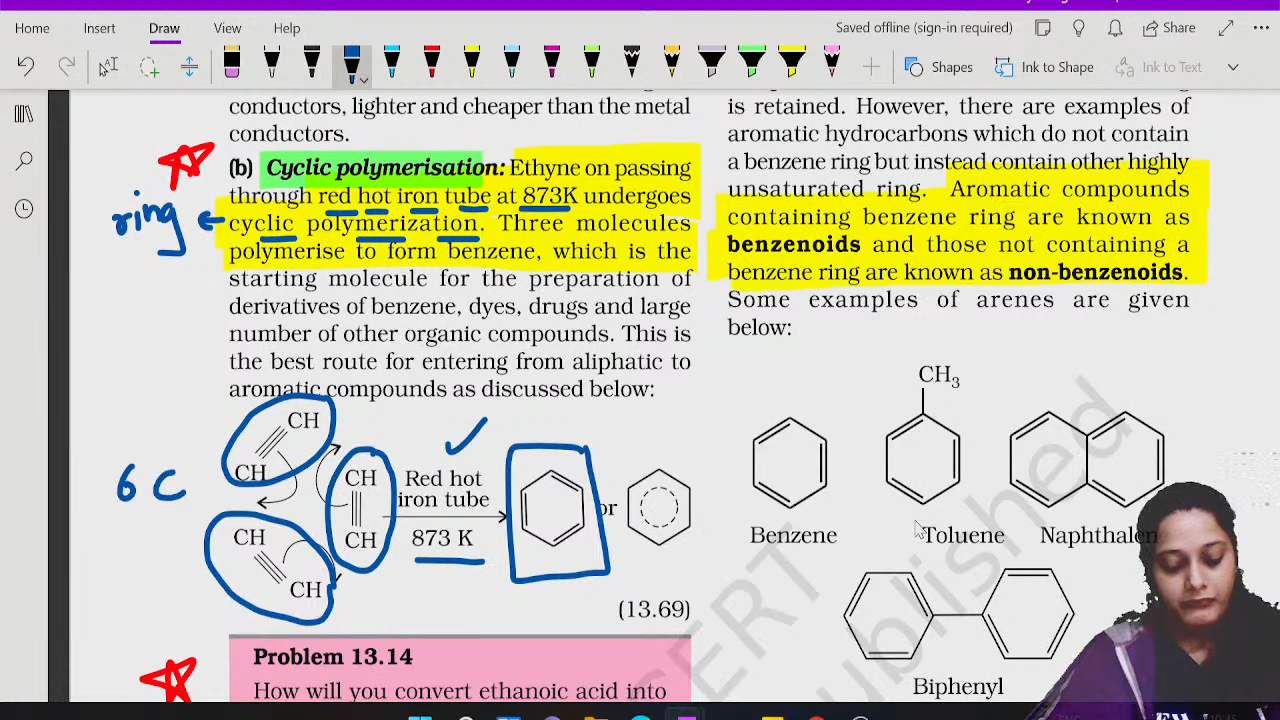 Home Insert Draw View Help
Saved offline (sign-in required)
Share
Shapes
Ink to Shape
Ink to Text
conductors, lighter and cheaper than the metal
conductors.
(b) Cyclic polymerisation: Ethyne on passing
through red hot iron tube at 873K undergoes
cyclic polymerization. Three molecules
polymerise to form benzene, which is the
starting molecule for the preparation of
derivatives of benzene, dyes, drugs and large
number of other organic compounds. This is
the best route for entering from aliphatic to
aromatic compounds as discussed below:
ring
6 C
CH
CH
CH
CH
CH
CH
Red hot
iron tube
873 K
or
(13.69)
Problem 13.14
How will you convert ethanoic acid into
is retained. However, there are examples of
aromatic hydrocarbons which do not contain
a benzene ring but instead contain other highly
unsaturated ring. Aromatic compounds
containing benzene ring are known as
benzenoids and those not containing a
benzene ring are known as non-benzenoids.
Some examples of arenes are given
below:
CH3
Benzene
Toluene
Naphthalen
Biphenyl